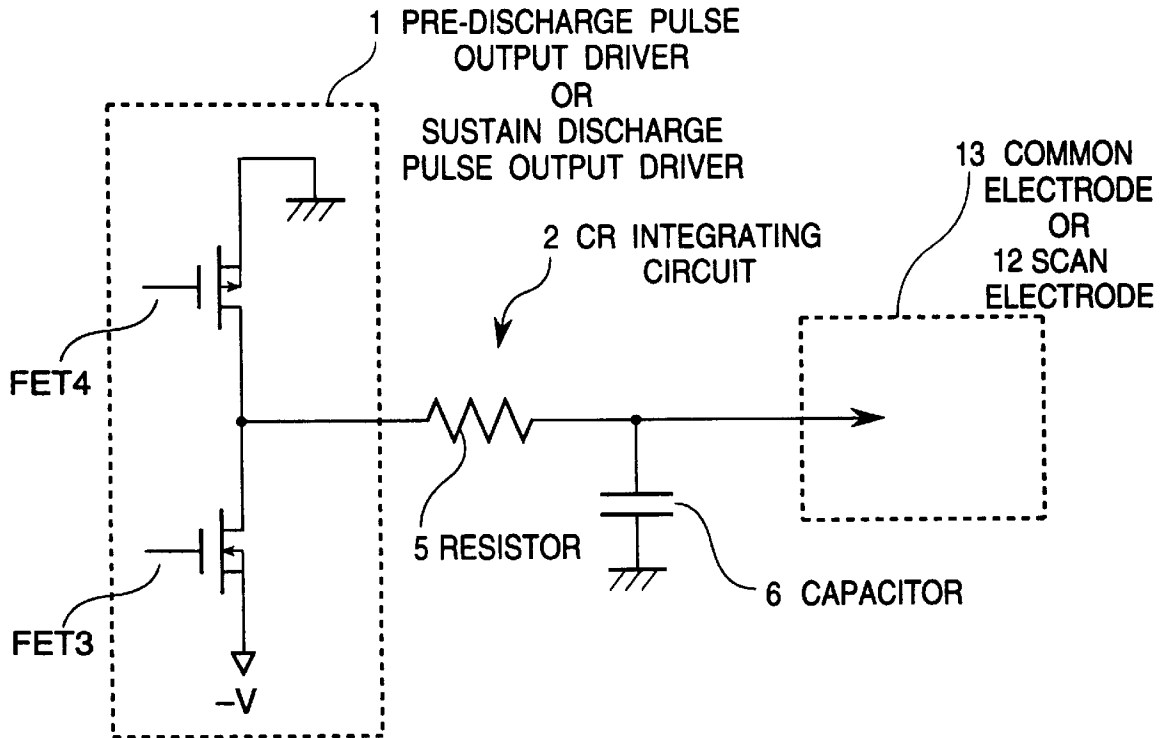 1 PRE-DISCHARGE PULSE
OUTPUT DRIVER
OR
SUSTAIN DISCHARGE
PULSE OUTPUT DRIVER
13 COMMON
ELECTRODE
OR
12 SCAN
ELECTRODE
2 CR INTEGRATING
CIRCUIT
FET4
5 RESISTOR
6 CAPACITOR
FET3
−V